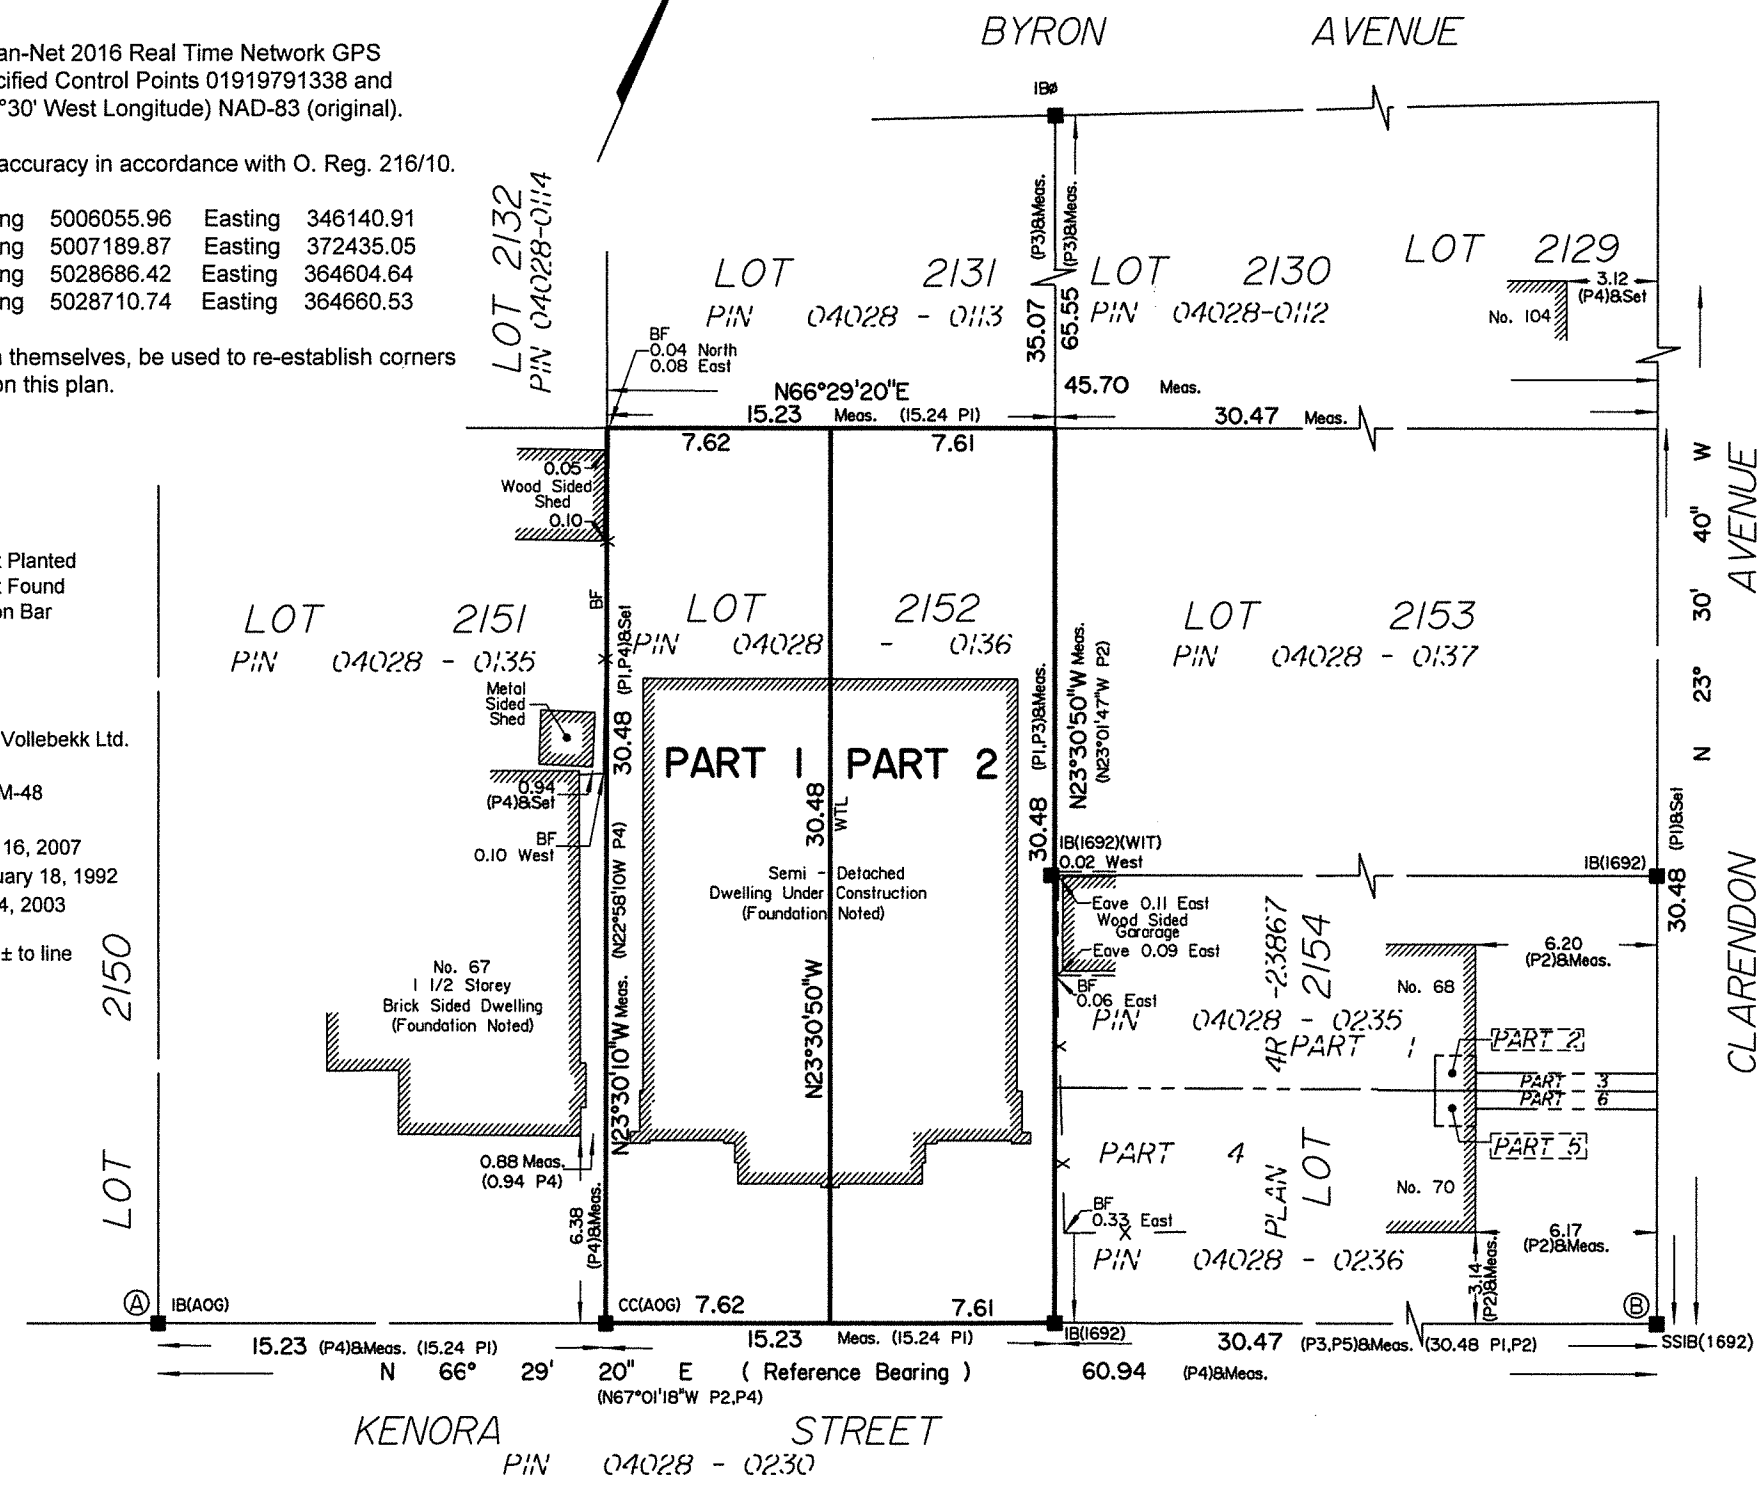 an-Net 2016 Real Time Network GPS
cified Control Points 01919791338 and
°30' West Longitude) NAD-83 (original).
accuracy in accordance with O. Reg. 216/10.
ng 5006055.96 Easting 346140.91
ng 5007189.87 Easting 372435.05
ng 5028686.42 Easting 364604.64
ng 5028710.74 Easting 364660.53
themselves, be used to re-establish corners
on this plan.
Planted
Found
on Bar
Vollebekk Ltd.
M-48
16, 2007
uary 18, 1992
4, 2003
± to line
BYRON AVENUE
IBø
LOT 2132
PIN 04028-0114
LOT 2131
PIN 04028 - 0113
35.07 (P3)&Meas.
65.55 (P3)&Meas.
LOT 2130
PIN 04028-0112
LOT 2129
3.12
(P4)&Set
No. 104
BF
0.04 North
0.08 East
N66°29'20"E
45.70 Meas.
15.23 Meas. (15.24 P1)
30.47 Meas.
7.62
7.61
0.05
Wood Sided
Shed
0.10
BF
LOT 2151
PIN 04028 - 0135
LOT 2152
PIN 04028 - 0136
LOT 2153
PIN 04028 - 0137
Metal
Sided
Shed
0.94
(P4)&Set
BF
0.10 West
30.48 (P1,P4)&Set
N23°30'10"W Meas. (N22°58'10W P4)
PART 1
PART 2
30.48
WTL
N23°30'50"W
Semi - Detached
Dwelling Under Construction
(Foundation Noted)
30.48 (P1,P3)&Meas.
N23°30'50"W Meas.
(N23°01'47"W P2)
IB(1692)(WIT)
0.02 West
IB(1692)
Eave 0.11 East
Wood Sided
Gararage
Eave 0.09 East
BF
0.06 East
PIN 04028 - 0235
PART 1
PLAN 4R-23867
LOT 2154
6.20
(P2)&Meas.
No. 68
PART 2
PART 3
PART 6
PART 5
PART 4
No. 70
BF
0.33 East
6.17
(P2)&Meas.
PIN 04028 - 0236
3.14
(P2)&Meas.
N 23° 30' 40" W
30.48 (P1)&Set
CLARENDON AVENUE
LOT 2150
No. 67
1 1/2 Storey
Brick Sided Dwelling
(Foundation Noted)
0.88 Meas.
(0.94 P4)
6.38
(P4)&Meas.
A
IB(AOG)
CC(AOG)
7.62
7.61
B
15.23 (P4)&Meas. (15.24 P1)
15.23 Meas. (15.24 P1)
IB(1692)
30.47 (P3,P5)&Meas. (30.48 P1,P2)
SSIB(1692)
N 66° 29' 20" E ( Reference Bearing )
60.94 (P4)&Meas.
(N67°01'18"W P2,P4)
KENORA STREET
PIN 04028 - 0230